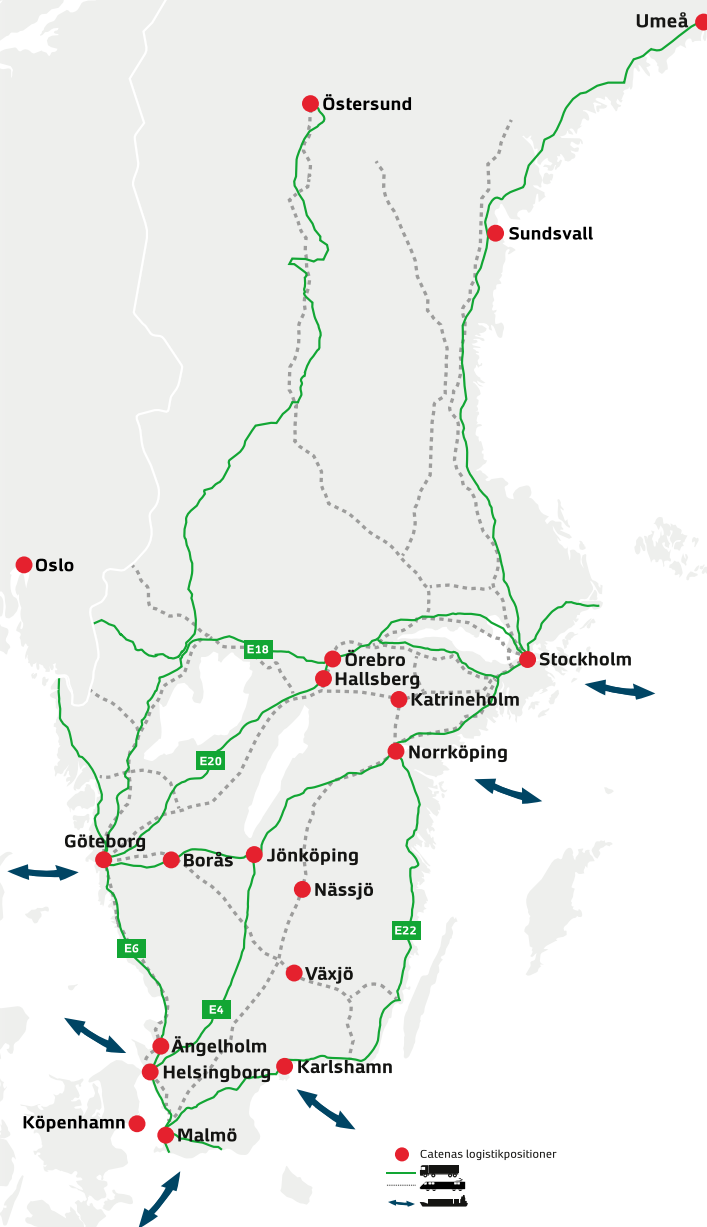 Umeå
Östersund
Sundsvall
Oslo
E18
Örebro
Stockholm
Hallsberg
Katrineholm
Norrköping
E20
Göteborg
Borås
Jönköping
Nässjö
E22
E6
Växjö
E4
Ängelholm
Helsingborg
Karlshamn
Köpenhamn
Malmö
Catenas logistikpositioner